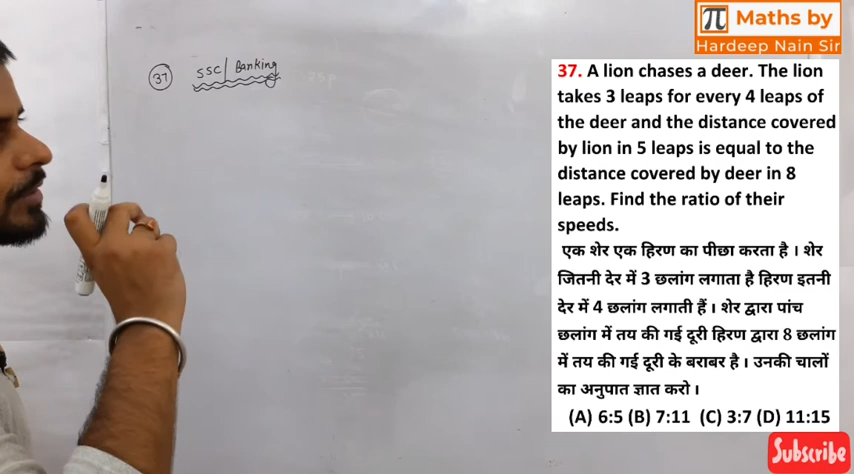 π Maths by
Hardeep Nain Sir
37 SSC/ Banking
37. A lion chases a deer. The lion
takes 3 leaps for every 4 leaps of
the deer and the distance covered
by lion in 5 leaps is equal to the
distance covered by deer in 8
leaps. Find the ratio of their
speeds.
एक शेर एक हिरण का पीछा करता है । शेर
जितनी देर में 3 छलांग लगाता है हिरण इतनी
देर में 4 छलांग लगाती हैं । शेर द्वारा पांच
छलांग में तय की गई दूरी हिरण द्वारा 8 छलांग
में तय की गई दूरी के बराबर है । उनकी चालों
का अनुपात ज्ञात करो ।
(A) 6:5 (B) 7:11 (C) 3:7 (D) 11:15
Subscribe